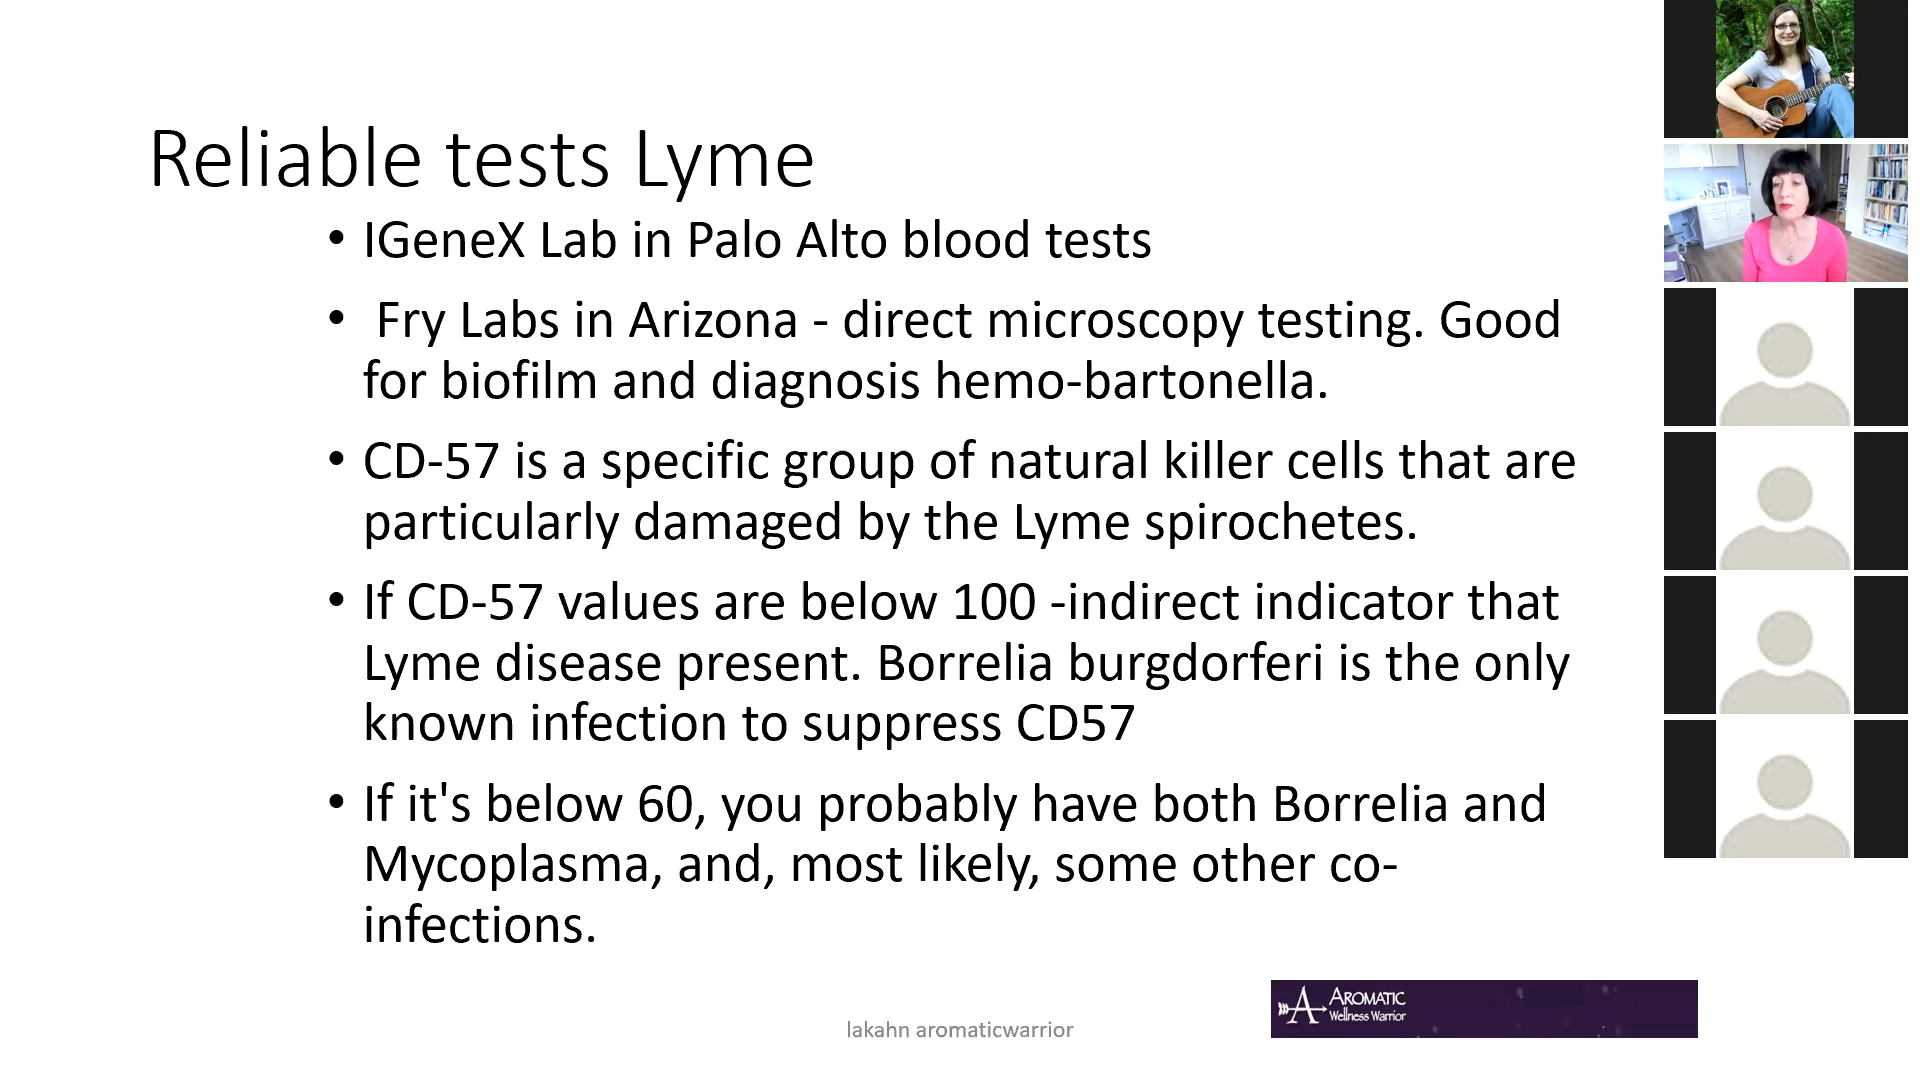 Reliable tests Lyme
• IGeneX Lab in Palo Alto blood tests
• Fry Labs in Arizona - direct microscopy testing. Good
for biofilm and diagnosis hemo-bartonella.
• CD-57 is a specific group of natural killer cells that are
particularly damaged by the Lyme spirochetes.
• If CD-57 values are below 100 -indirect indicator that
Lyme disease present. Borrelia burgdorferi is the only
known infection to suppress CD57
• If it's below 60, you probably have both Borrelia and
Mycoplasma, and, most likely, some other co-
infections.
A AROMATIC
Wellness Warrior
lakahn aromaticwarrior